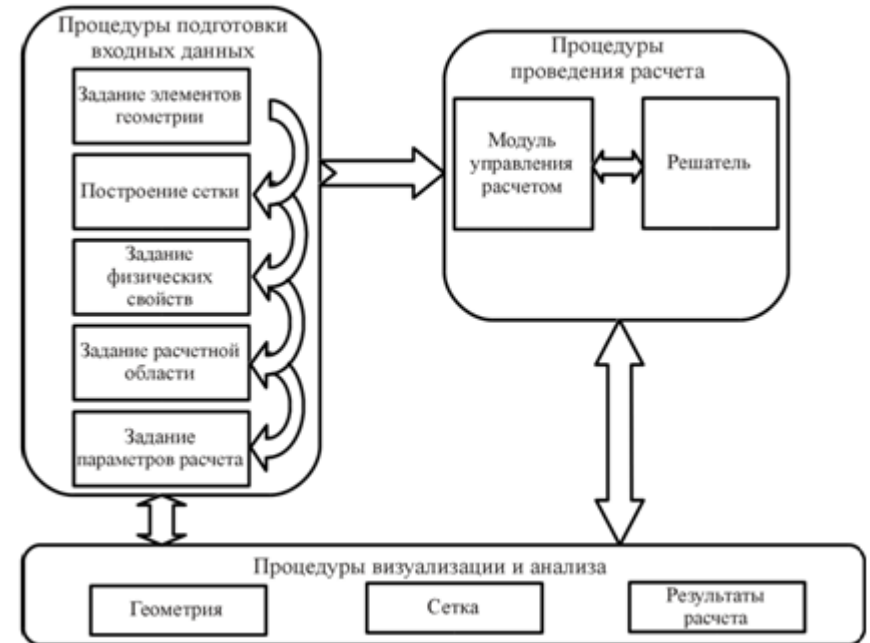 Процедуры подготовки
входных данных
Задание элементов
геометрии
Построение сетки
Задание
физических
свойств
Задание расчетной
области
Задание
параметров расчета
Процедуры
проведения расчета
Модуль
управления
расчетом
Решатель
Процедуры визуализации и анализа
Геометрия
Сетка
Результаты
расчета